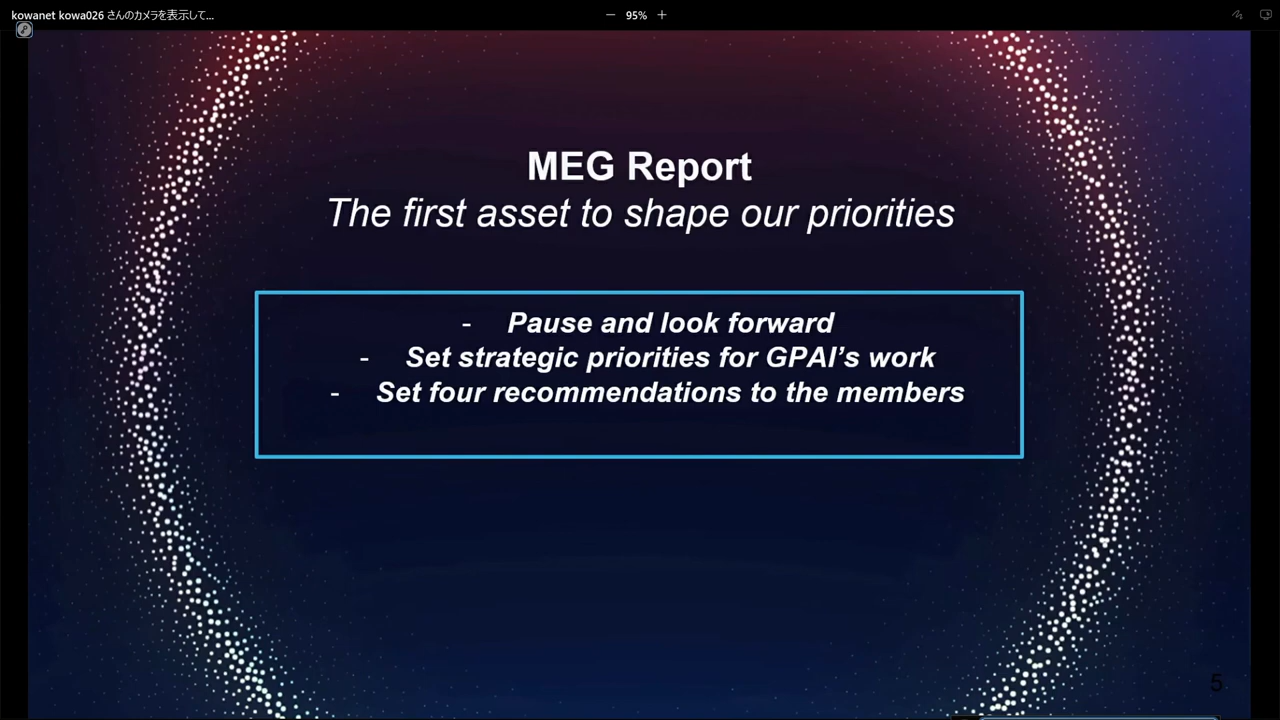 kowanet kowa026 さんのカメラを表示して...
95%
MEG Report
The first asset to shape our priorities
- Pause and look forward
- Set strategic priorities for GPAI’s work
- Set four recommendations to the members
5